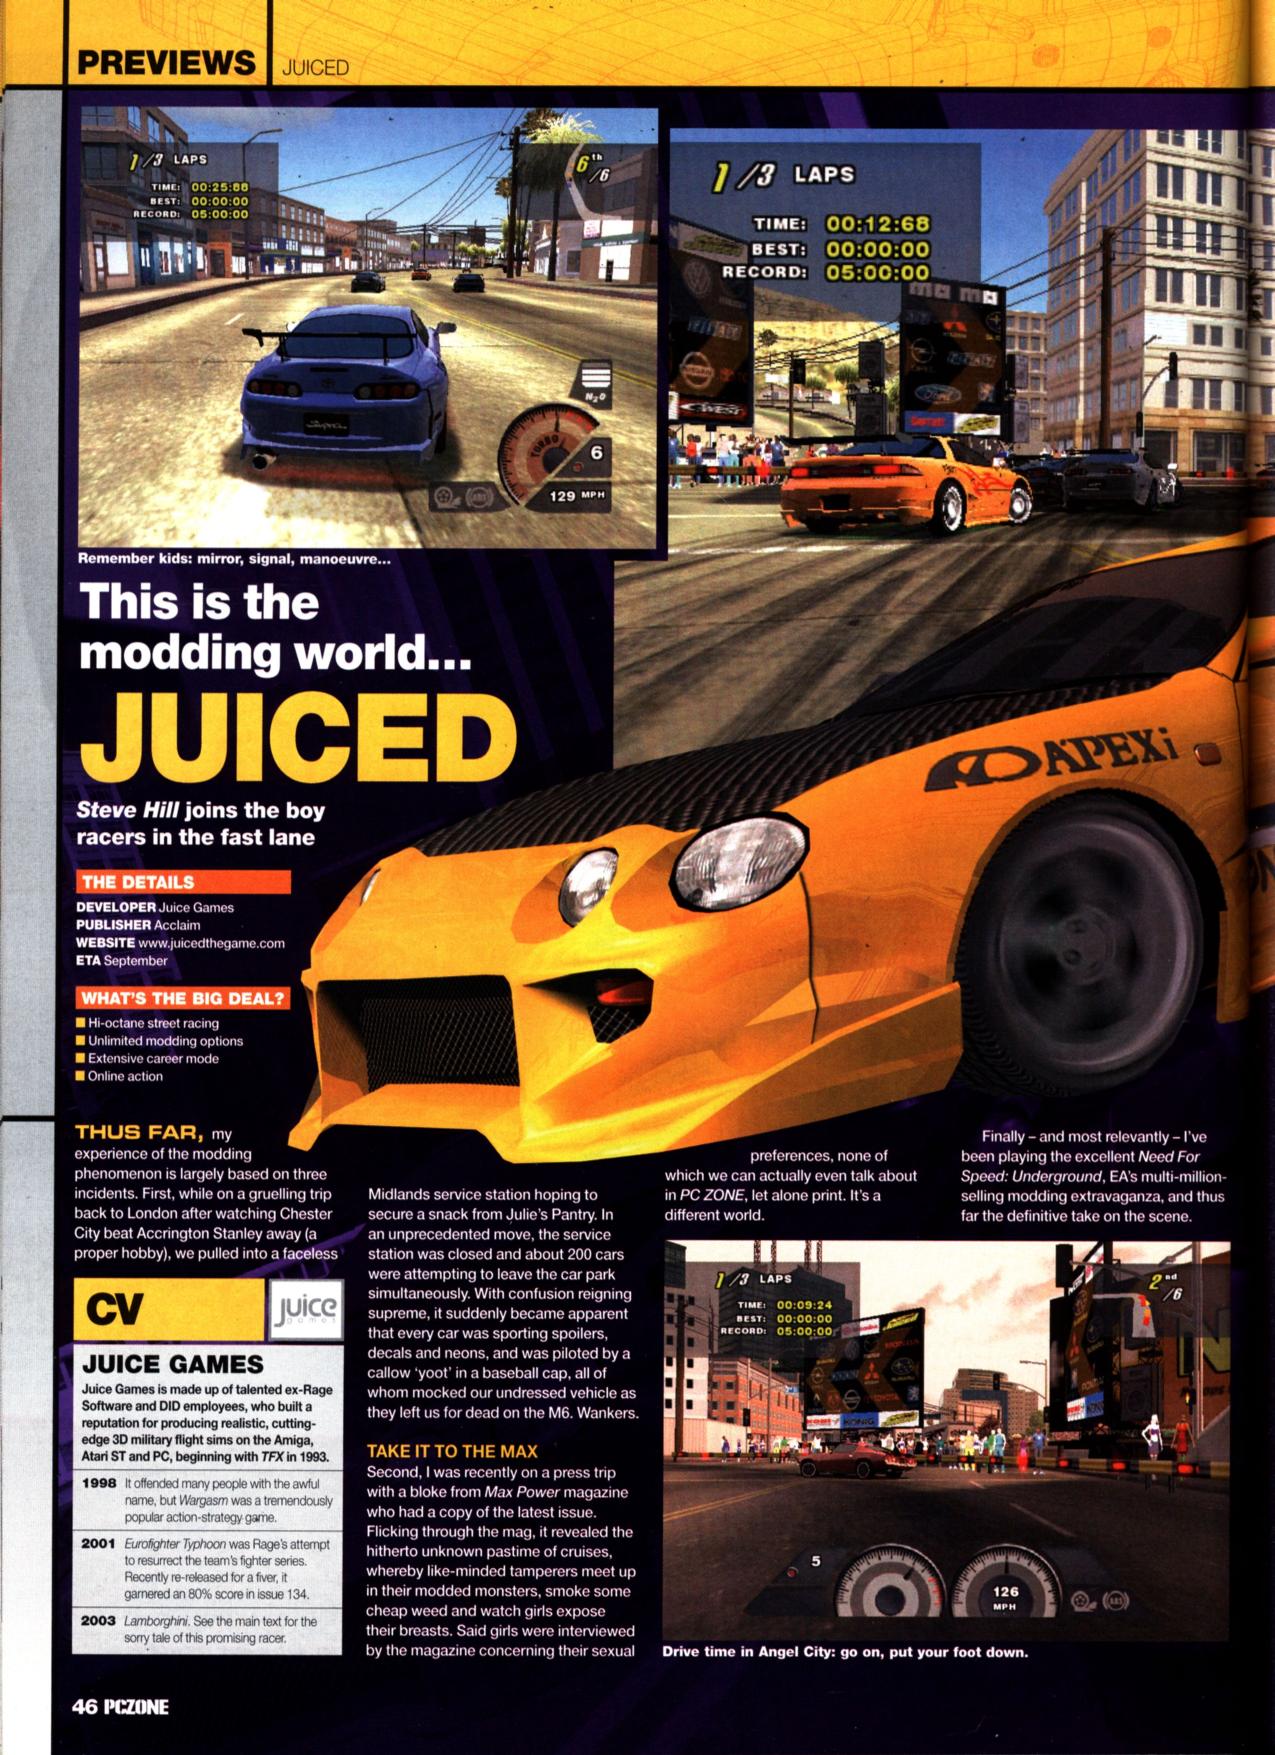 PREVIEWS JUICED
1/3 LAPS
TIME: 00:25:88
BEST: 00:00:00
RECORD: 05:00:00
6th/6
N2O
TURBO
6
129 MPH
Supra
Remember kids: mirror, signal, manoeuvre...
1/3 LAPS
TIME: 00:12:68
BEST: 00:00:00
RECORD: 05:00:00
momo
Ford
This is the
modding world...
JUICED
Steve Hill joins the boy
racers in the fast lane
APEXi
THE DETAILS
DEVELOPER Juice Games
PUBLISHER Acclaim
WEBSITE www.juicedthegame.com
ETA September
WHAT'S THE BIG DEAL?
Hi-octane street racing
Unlimited modding options
Extensive career mode
Online action
THUS FAR, my
experience of the modding
phenomenon is largely based on three
incidents. First, while on a gruelling trip
back to London after watching Chester
City beat Accrington Stanley away (a
proper hobby), we pulled into a faceless
Midlands service station hoping to
secure a snack from Julie's Pantry. In
an unprecedented move, the service
station was closed and about 200 cars
were attempting to leave the car park
simultaneously. With confusion reigning
supreme, it suddenly became apparent
that every car was sporting spoilers,
decals and neons, and was piloted by a
callow 'yoot' in a baseball cap, all of
whom mocked our undressed vehicle as
they left us for dead on the M6. Wankers.
TAKE IT TO THE MAX
Second, I was recently on a press trip
with a bloke from Max Power magazine
who had a copy of the latest issue.
Flicking through the mag, it revealed the
hitherto unknown pastime of cruises,
whereby like-minded tamperers meet up
in their modded monsters, smoke some
cheap weed and watch girls expose
their breasts. Said girls were interviewed
by the magazine concerning their sexual
preferences, none of
which we can actually even talk about
in PC ZONE, let alone print. It's a
different world.
Finally – and most relevantly – I've
been playing the excellent Need For
Speed: Underground, EA's multi-million-
selling modding extravaganza, and thus
far the definitive take on the scene.
CV
juice
games
JUICE GAMES
Juice Games is made up of talented ex-Rage
Software and DID employees, who built a
reputation for producing realistic, cutting-
edge 3D military flight sims on the Amiga,
Atari ST and PC, beginning with TFX in 1993.
1998 It offended many people with the awful
name, but Wargasm was a tremendously
popular action-strategy game.
2001 Eurofighter Typhoon was Rage's attempt
to resurrect the team's fighter series.
Recently re-released for a fiver, it
garnered an 80% score in issue 134.
2003 Lamborghini. See the main text for the
sorry tale of this promising racer.
1/3 LAPS
TIME: 00:09:24
BEST: 00:00:00
RECORD: 05:00:00
2nd/6
KONIG
5
126
MPH
Drive time in Angel City: go on, put your foot down.
46 PCZONE